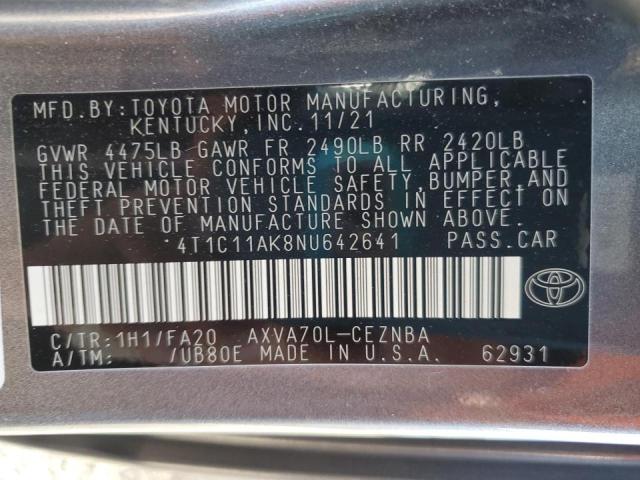 MFD.BY:TOYOTA MOTOR MANUFACTURING,
KENTUCKY,INC.11/21
GVWR 4475LB GAWR FR 2490LB RR 2420LB
THIS VEHICLE CONFORMS TO ALL APPLICABLE
FEDERAL MOTOR VEHICLE SAFETY,BUMPER,AND
THEFT PREVENTION STANDARDS IN EFFECT ON
THE DATE OF MANUFACTURE SHOWN ABOVE.
4T1C11AK8NU642641 PASS.CAR
C/TR:1H1/FA20 AXVA70L-CEZNBA
A/TM: /UB80E MADE IN U.S.A. 62931